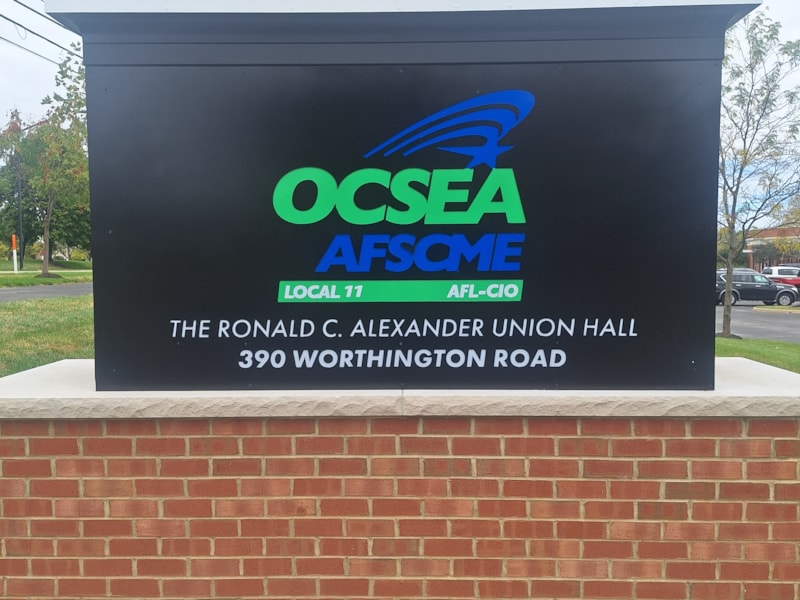 OCSEA
AFSCME
LOCAL 11 AFL-CIO
THE RONALD C. ALEXANDER UNION HALL
390 WORTHINGTON ROAD